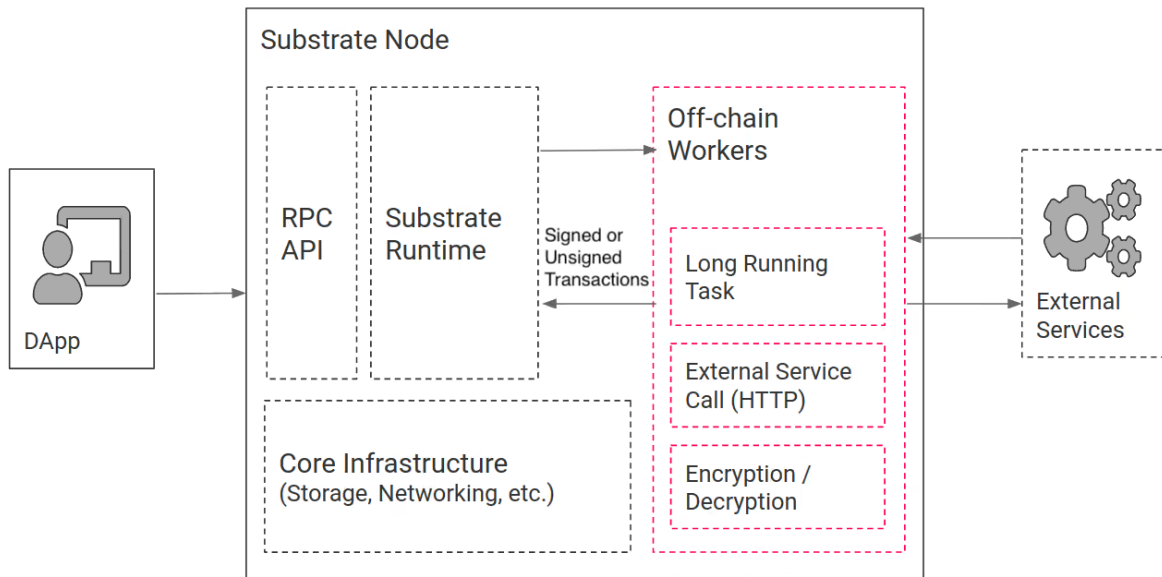 Substrate Node
DApp
RPC
API
Substrate
Runtime
Signed or
Unsigned
Transactions
Off-chain
Workers
Long Running
Task
External Service
Call (HTTP)
Encryption /
Decryption
Core Infrastructure
(Storage, Networking, etc.)
External
Services